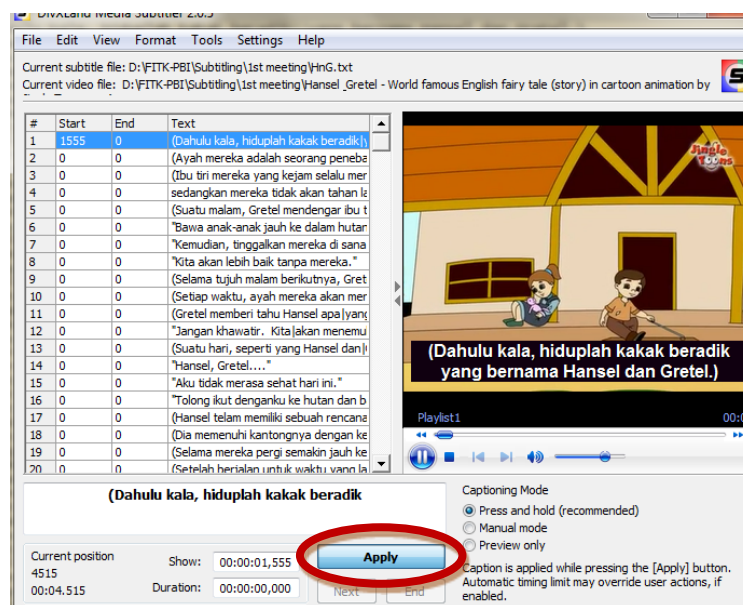 DivXLand Media Subtitler 2.0.5
File Edit View Format Tools Settings Help
Current subtitle file: D:\FITK-PBI\Subtitling\1st meeting\HnG.txt
Current video file: D:\FITK-PBI\Subtitling\1st meeting\Hansel _Gretel - World famous English fairy tale (story) in cartoon animation by
# Start End Text
1 1555 0 (Dahulu kala, hiduplah kakak beradik|
2 0 0 (Ayah mereka adalah seorang peneba
3 0 0 (Ibu tiri mereka yang kejam selalu mer
4 0 0 sedangkan mereka tidak akan tahan la
5 0 0 (Suatu malam, Gretel mendengar ibu t
6 0 0 "Bawa anak-anak jauh ke dalam hutan
7 0 0 "Kemudian, tinggalkan mereka di sana
8 0 0 "Kita akan lebih baik tanpa mereka."
9 0 0 (Selama tujuh malam berikutnya, Gret
10 0 0 (Setiap waktu, ayah mereka akan mer
11 0 0 (Gretel memberi tahu Hansel apa|yang
12 0 0 "Jangan khawatir. Kita|akan menemu
13 0 0 (Suatu hari, seperti yang Hansel dan|
14 0 0 "Hansel, Gretel...."
15 0 0 "Aku tidak merasa sehat hari ini."
16 0 0 "Tolong ikut denganku ke hutan dan b
17 0 0 (Hansel telam memiliki sebuah rencana
18 0 0 (Dia memenuhi kantongnya dengan ke
19 0 0 (Selama mereka pergi semakin jauh ke
20 0 0 (Setelah berjalan untuk waktu yang la
Jingle
Toons
(Dahulu kala, hiduplah kakak beradik
yang bernama Hansel dan Gretel.)
Playlist1 00:0
(Dahulu kala, hiduplah kakak beradik
Current position
4515
00:04.515
Show: 00:00:01,555
Duration: 00:00:00,000
Apply
Next End
Captioning Mode
Press and hold (recommended)
Manual mode
Preview only
Caption is applied while pressing the [Apply] button.
Automatic timing limit may override user actions, if
enabled.